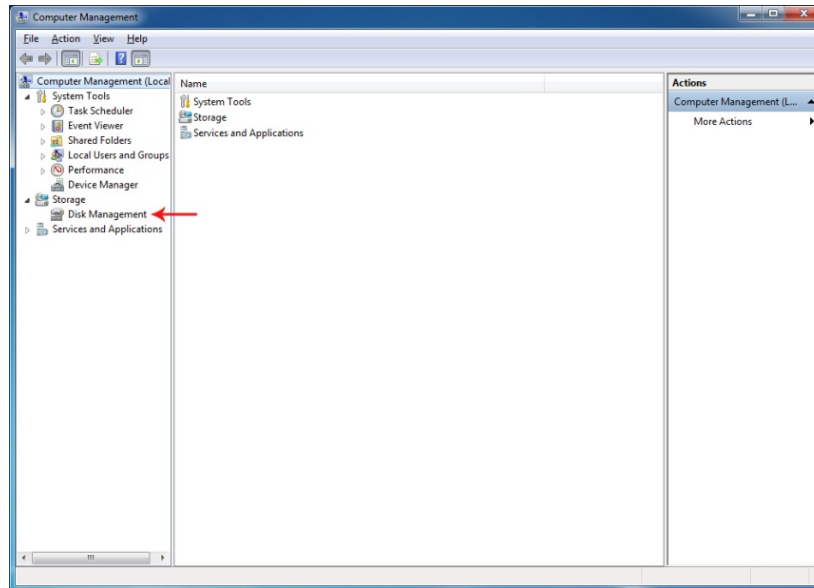 Computer Management
File Action View Help
Computer Management (Local
System Tools
Task Scheduler
Event Viewer
Shared Folders
Local Users and Groups
Performance
Device Manager
Storage
Disk Management
Services and Applications
Name
System Tools
Storage
Services and Applications
Actions
Computer Management (L...
More Actions